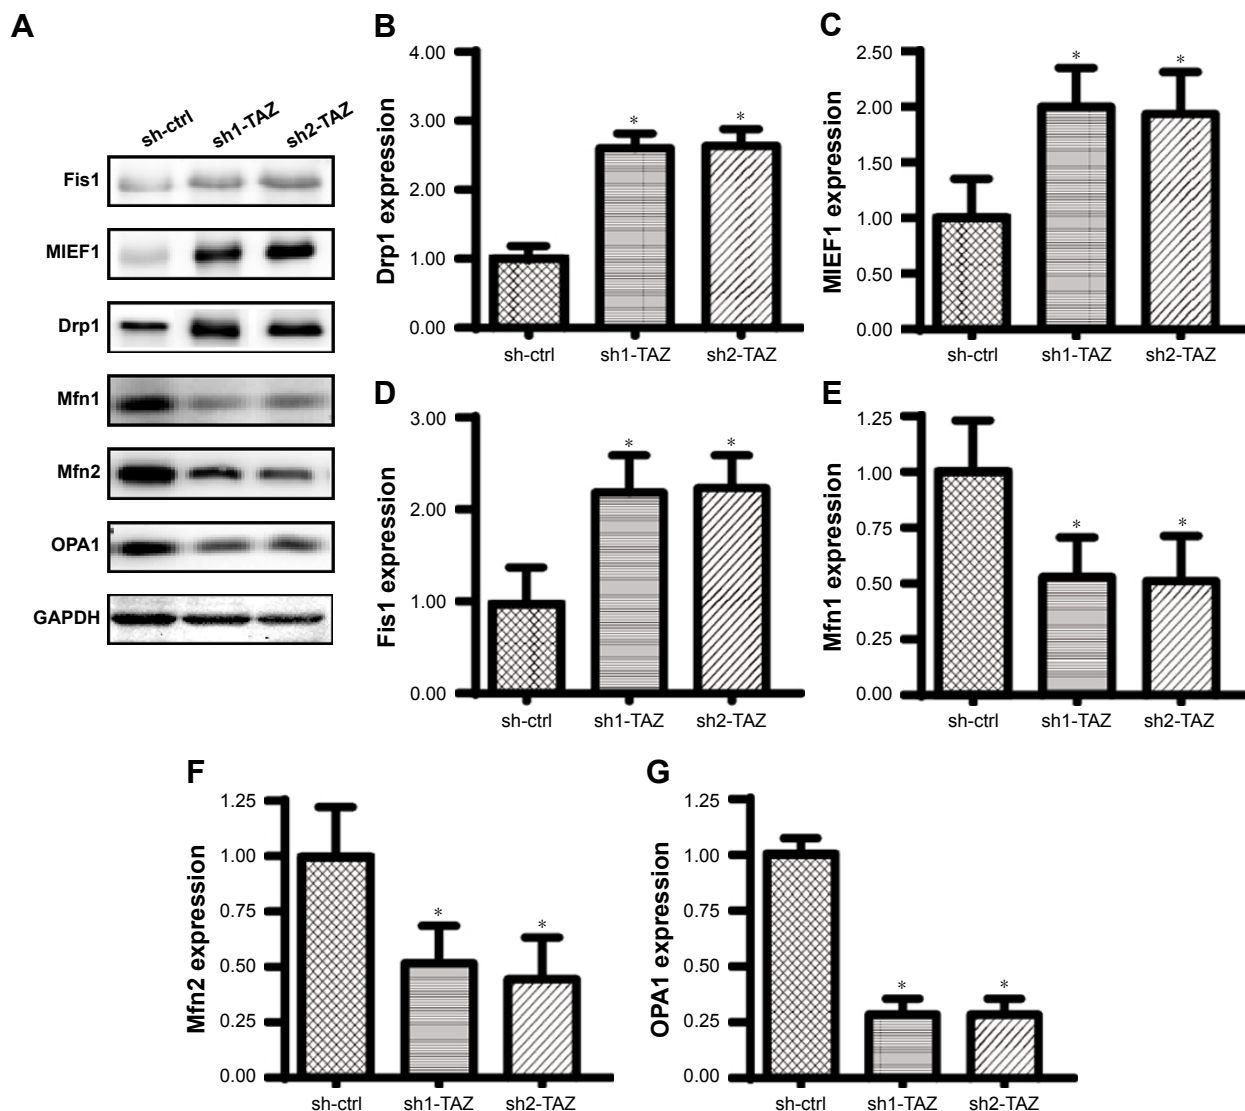 A
sh-ctrl
sh1-TAZ
sh2-TAZ
Fis1
MIEF1
Drp1
Mfn1
Mfn2
OPA1
GAPDH
B
Drp1 expression
4.00
3.00
2.00
1.00
0.00
*
*
sh-ctrl sh1-TAZ sh2-TAZ
C
MIEF1 expression
2.50
2.00
1.50
1.00
0.50
0.00
*
*
sh-ctrl sh1-TAZ sh2-TAZ
D
Fis1 expression
3.00
2.00
1.00
0.00
*
*
sh-ctrl sh1-TAZ sh2-TAZ
E
Mfn1 expression
1.25
1.00
0.75
0.50
0.25
0.00
*
*
sh-ctrl sh1-TAZ sh2-TAZ
F
Mfn2 expression
1.25
1.00
0.75
0.50
0.25
0.00
*
*
sh-ctrl sh1-TAZ sh2-TAZ
G
OPA1 expression
1.25
1.00
0.75
0.50
0.25
0.00
*
*
sh-ctrl sh1-TAZ sh2-TAZ